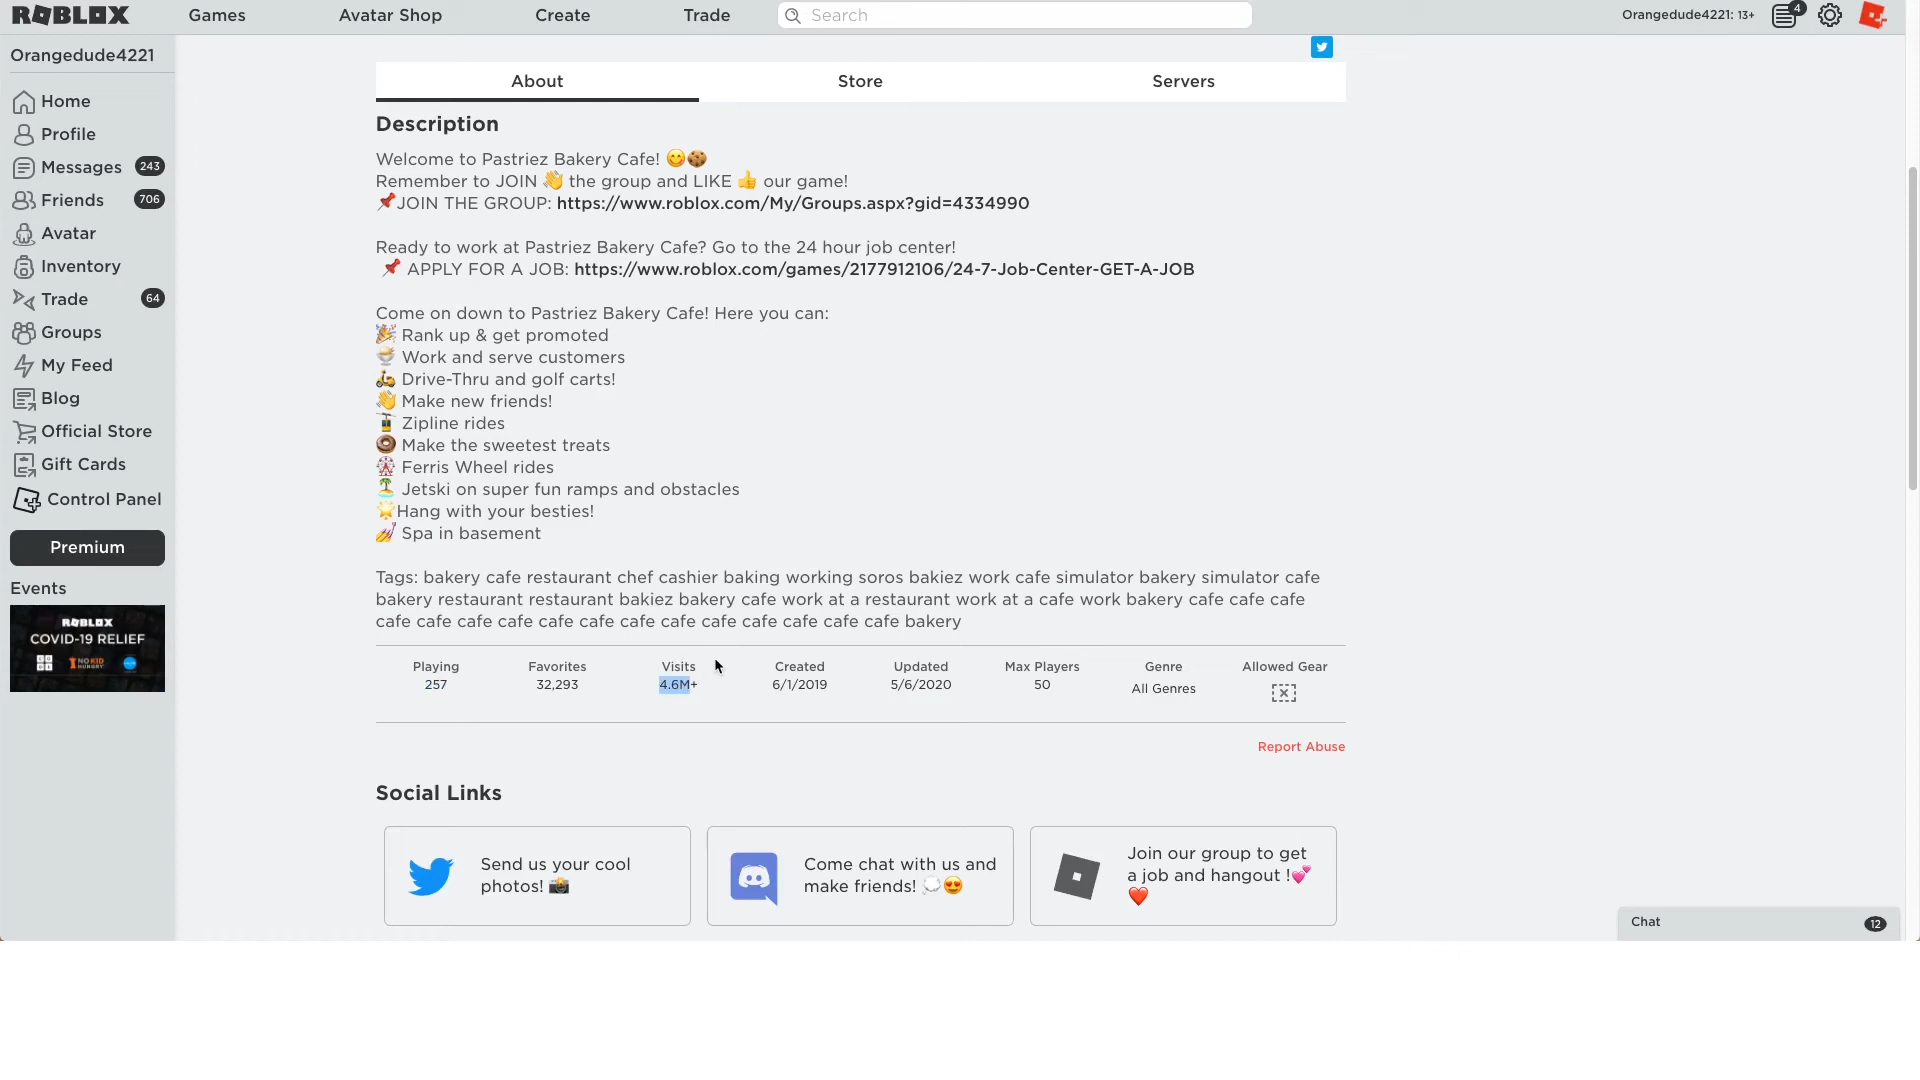 ROBLOX Games Avatar Shop Create Trade Search Orangedude4221: 13+ 4
Orangedude4221
Home
Profile
Messages 243
Friends 706
Avatar
Inventory
Trade 64
Groups
My Feed
Blog
Official Store
Gift Cards
Control Panel
Premium
Events
ROBLOX
COVID-19 RELIEF
NO KID
HUNGRY
About Store Servers
Description
Welcome to Pastriez Bakery Cafe! 😋🍪
Remember to JOIN 👋 the group and LIKE 👍 our game!
📌JOIN THE GROUP: https://www.roblox.com/My/Groups.aspx?gid=4334990
Ready to work at Pastriez Bakery Cafe? Go to the 24 hour job center!
📌 APPLY FOR A JOB: https://www.roblox.com/games/2177912106/24-7-Job-Center-GET-A-JOB
Come on down to Pastriez Bakery Cafe! Here you can:
🎉 Rank up & get promoted
🍨 Work and serve customers
🛵 Drive-Thru and golf carts!
👋 Make new friends!
🚡 Zipline rides
🍩 Make the sweetest treats
🎡 Ferris Wheel rides
🏝 Jetski on super fun ramps and obstacles
🌟Hang with your besties!
💅 Spa in basement
Tags: bakery cafe restaurant chef cashier baking working soros bakiez work cafe simulator bakery simulator cafe
bakery restaurant restaurant bakiez bakery cafe work at a restaurant work at a cafe work bakery cafe cafe cafe
cafe cafe cafe cafe cafe cafe cafe cafe cafe cafe cafe cafe cafe bakery
Playing Favorites Visits Created Updated Max Players Genre Allowed Gear
257 32,293 4.6M+ 6/1/2019 5/6/2020 50 All Genres
Report Abuse
Social Links
Send us your cool
photos! 📸
Come chat with us and
make friends! 💭😍
Join our group to get
a job and hangout !💕
❤️
Chat 12